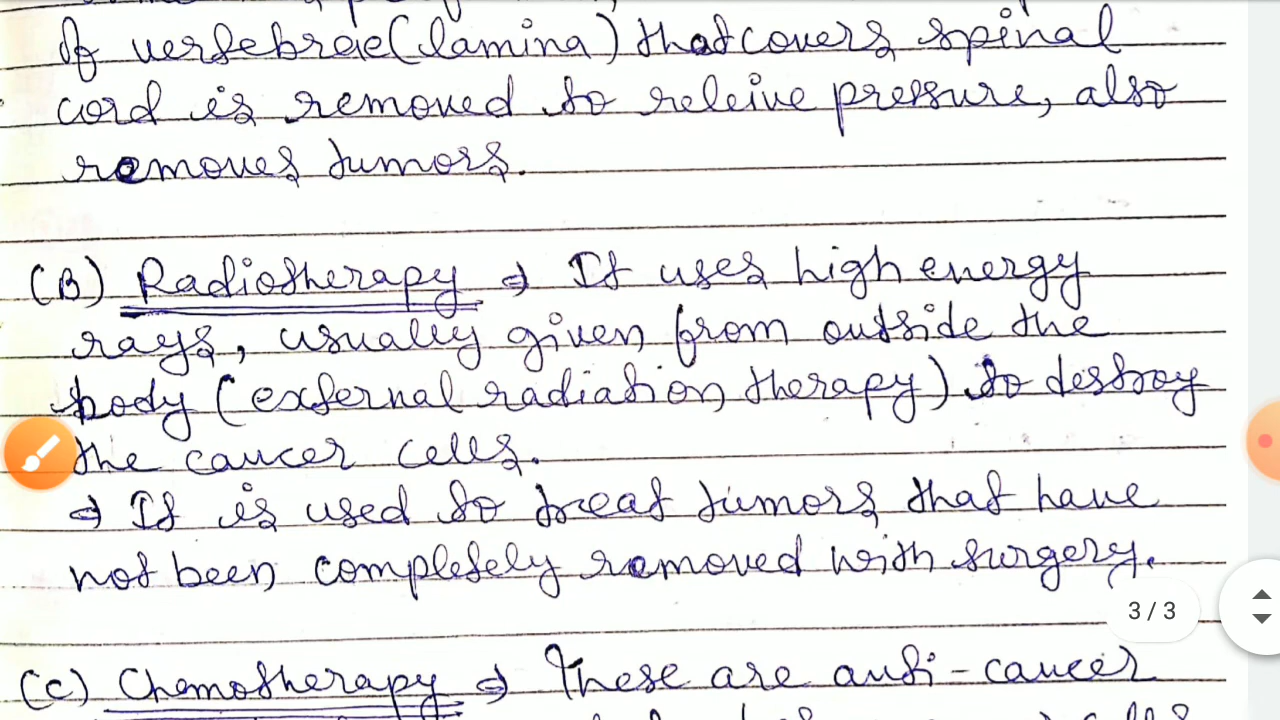 of vertebrae(lamina) that covers spinal
cord is removed to releive pressure, also
removes tumors.
(B) Radiotherapy ⇒ It uses high energy
rays, usually given from outside the
body (external radiation therapy) to destroy
the cancer cells.
⇒ It is used to treat tumors that have
not been completely removed with surgery.
3 / 3
(C) Chemotherapy ⇒ These are anti-cancer